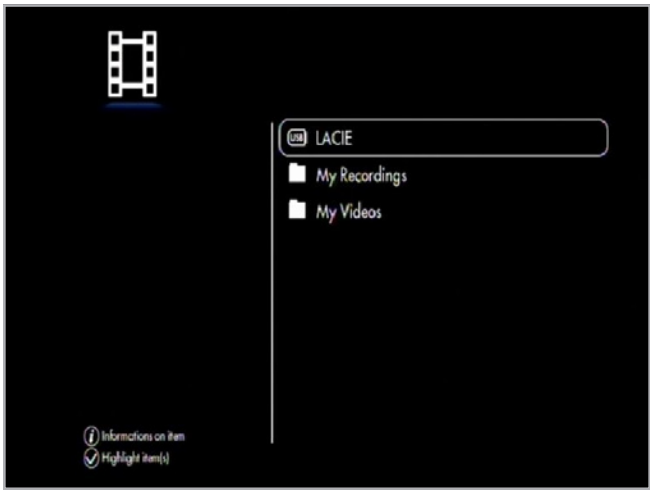 USB LACIE
My Recordings
My Videos
i Informations on item
Highlight item(s)